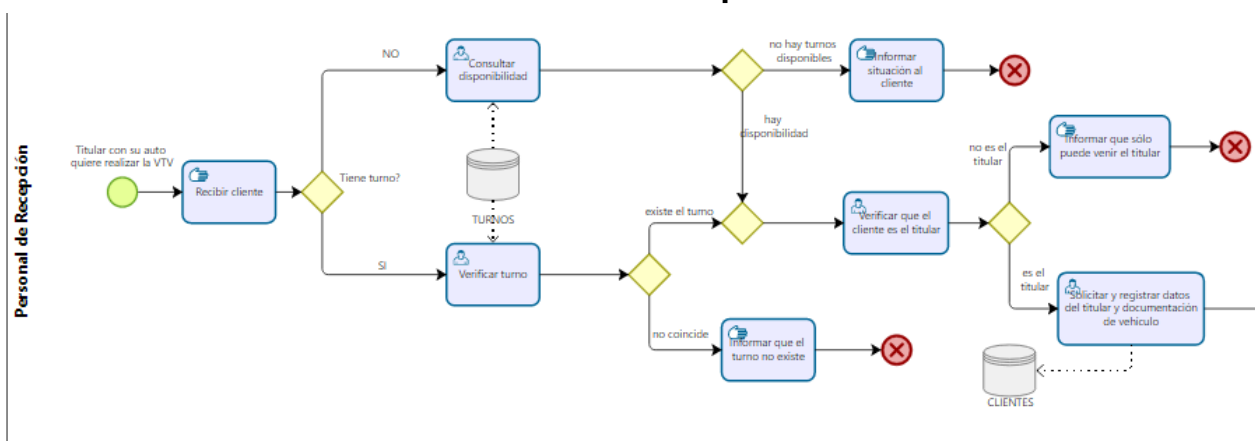 Personal de Recepción
Titular con su auto
quiere realizar la VTV
Recibir cliente
Tiene turno?
NO
Consultar
disponibilidad
TURNOS
SI
Verificar turno
no hay turnos
disponibles
Informar
situación al
cliente
hay
disponibilidad
existe el turno
no coincide
Informar que el
turno no existe
Verificar que el
cliente es el titular
no es el
titular
Informar que sólo
puede venir el titular
es el
titular
Solicitar y registrar datos
del titular y documentación
de vehículo
CLIENTES